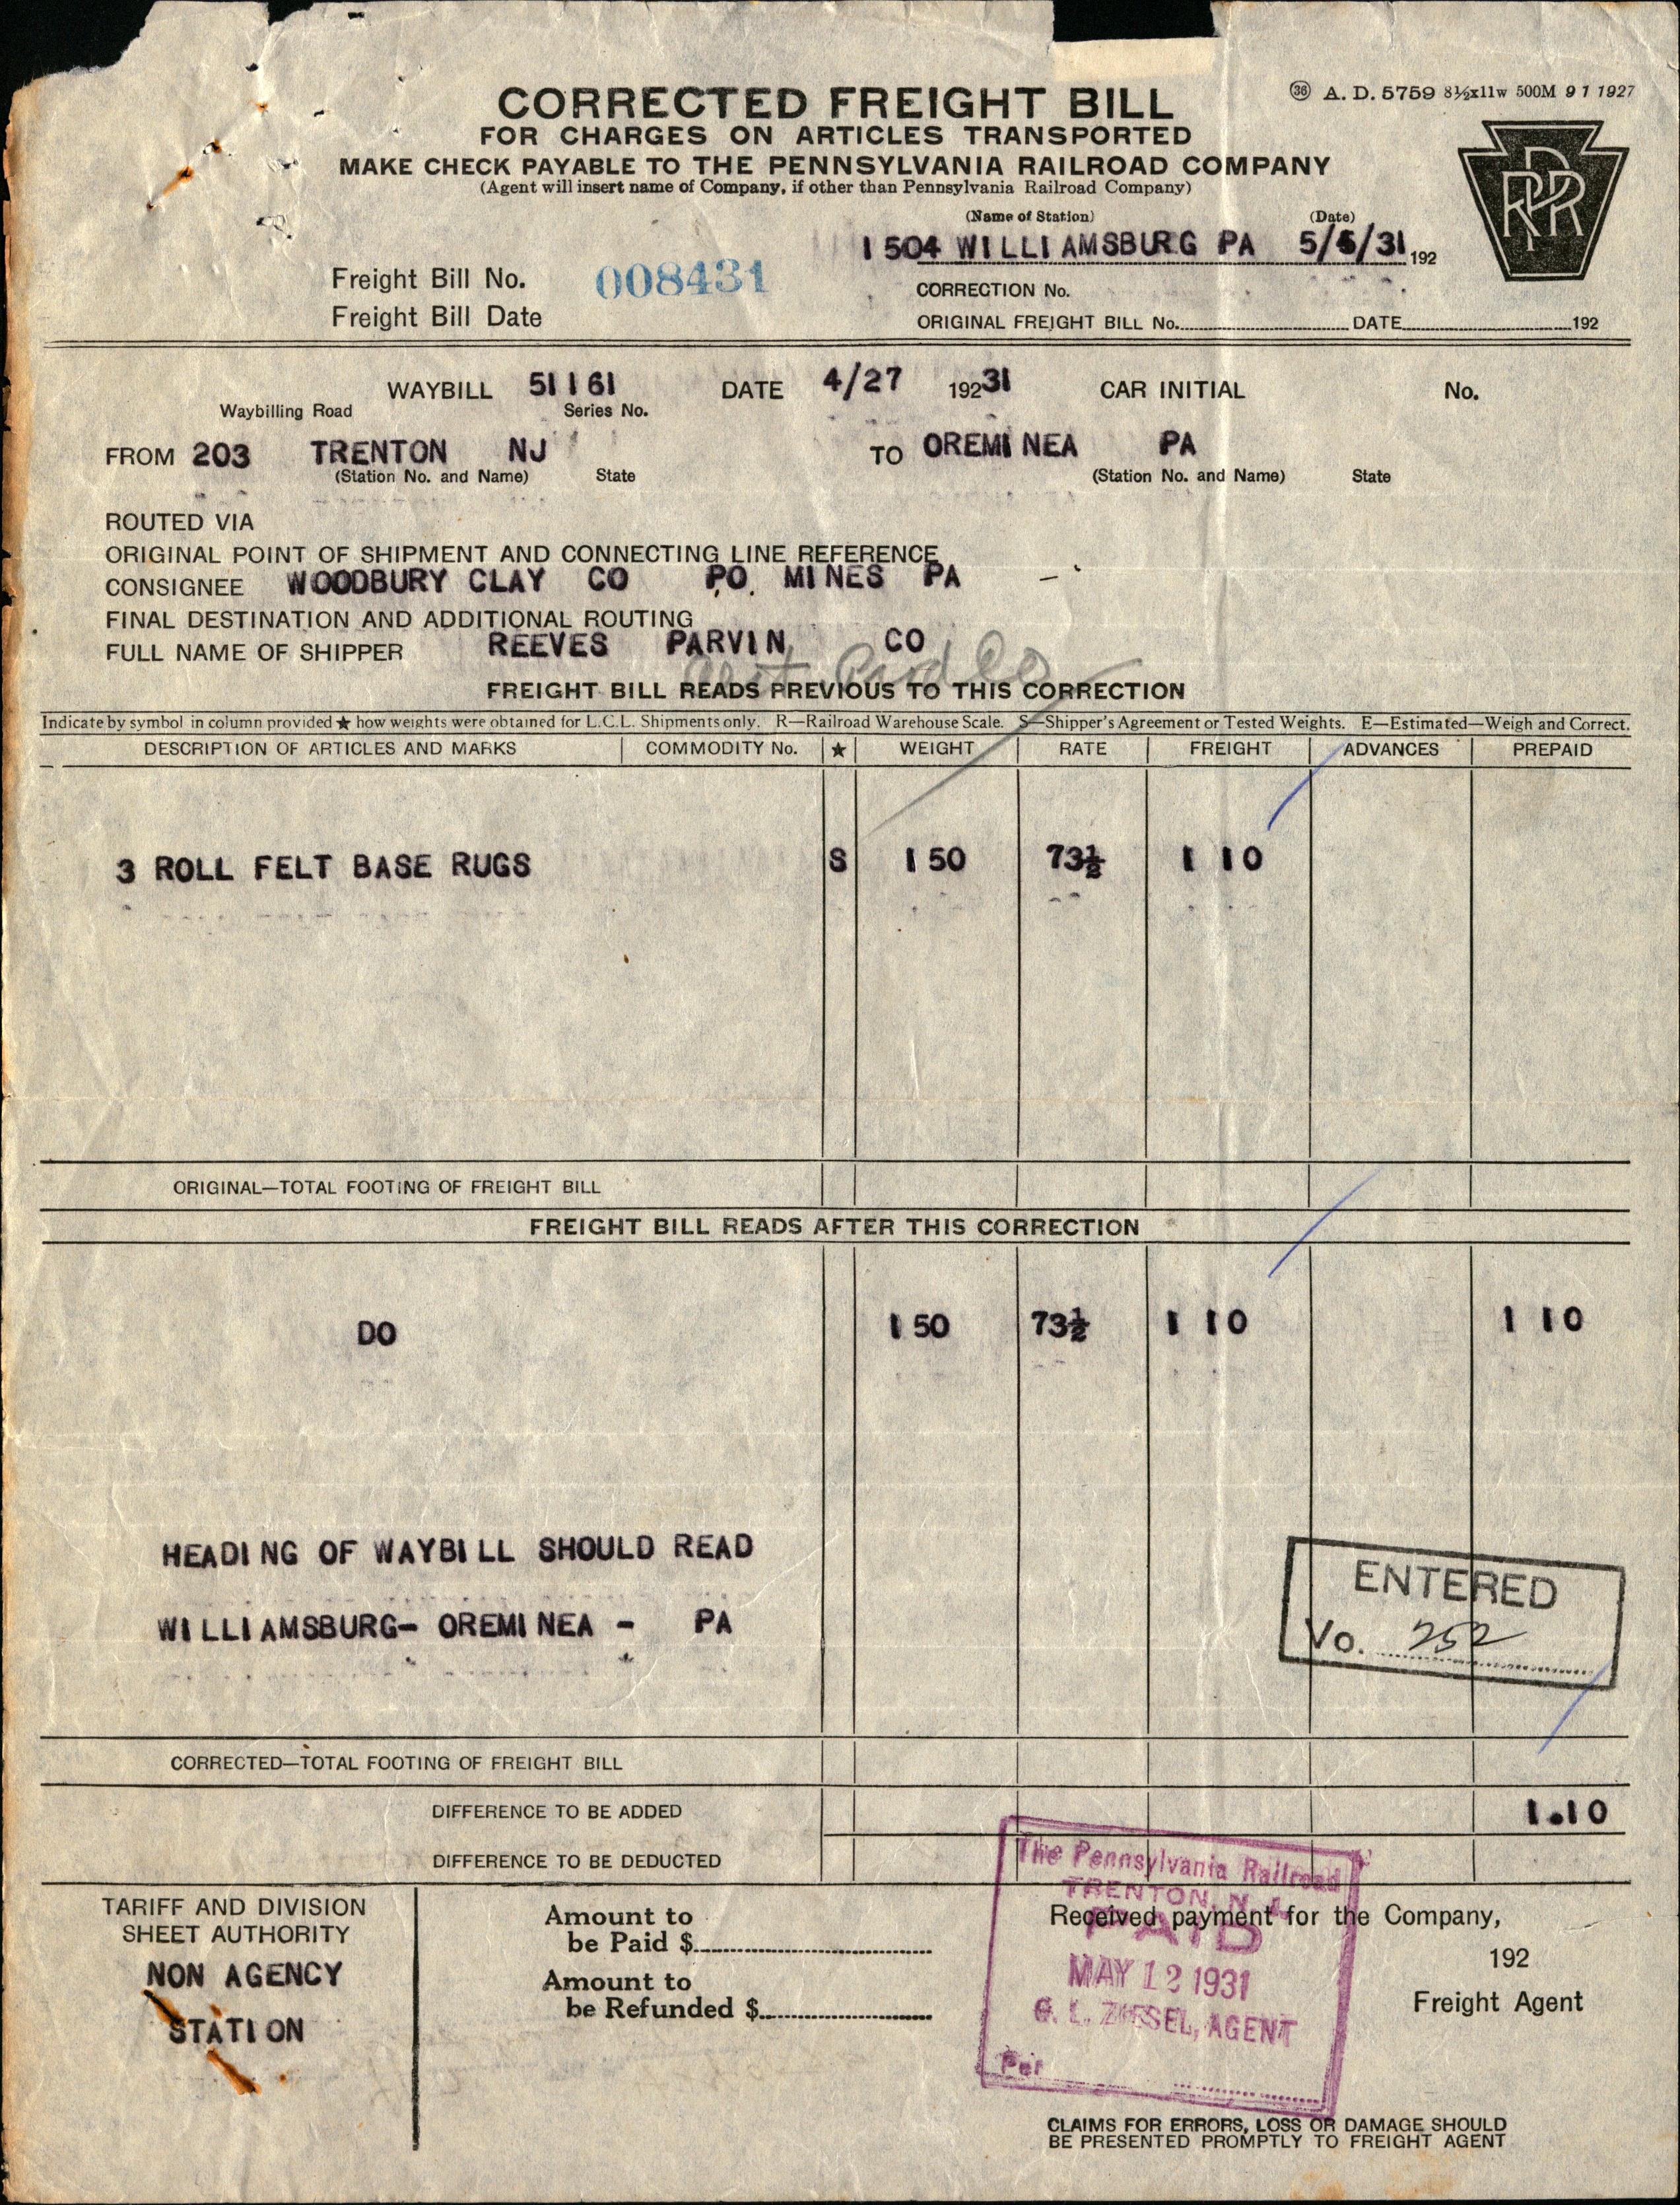 CORRECTED FREIGHT BILL
36 A. D. 5759 8½x11w 500M 9 1 1927
FOR CHARGES ON ARTICLES TRANSPORTED
MAKE CHECK PAYABLE TO THE PENNSYLVANIA RAILROAD COMPANY
(Agent will insert name of Company, if other than Pennsylvania Railroad Company)
PRR
(Name of Station) (Date)
1504 WILLIAMSBURG PA 5/6/31 192
Freight Bill No. 008431
CORRECTION No.
Freight Bill Date
ORIGINAL FREIGHT BILL No. DATE 192
WAYBILL 51161 DATE 4/27 19231 CAR INITIAL No.
Waybilling Road Series No.
FROM 203 TRENTON NJ TO OREMINEA PA
(Station No. and Name) State (Station No. and Name) State
ROUTED VIA
ORIGINAL POINT OF SHIPMENT AND CONNECTING LINE REFERENCE
CONSIGNEE WOODBURY CLAY CO PO MINES PA
FINAL DESTINATION AND ADDITIONAL ROUTING
FULL NAME OF SHIPPER REEVES PARVIN CO
FREIGHT BILL READS PREVIOUS TO THIS CORRECTION
Indicate by symbol in column provided ★ how weights were obtained for L.C.L. Shipments only. R—Railroad Warehouse Scale. S—Shipper's Agreement or Tested Weights. E—Estimated—Weigh and Correct.
DESCRIPTION OF ARTICLES AND MARKS COMMODITY No. ★ WEIGHT RATE FREIGHT ADVANCES PREPAID
3 ROLL FELT BASE RUGS S 150 73½ 1 10
ORIGINAL—TOTAL FOOTING OF FREIGHT BILL
FREIGHT BILL READS AFTER THIS CORRECTION
DO 150 73½ 1 10 1 10
HEADING OF WAYBILL SHOULD READ
WILLIAMSBURG- OREMINEA - PA
ENTERED
Vo. 252
CORRECTED—TOTAL FOOTING OF FREIGHT BILL
DIFFERENCE TO BE ADDED 1.10
DIFFERENCE TO BE DEDUCTED
The Pennsylvania Railroad
TRENTON, N. J.
PAID
MAY 12 1931
G. L. ZIESEL, AGENT
Per
TARIFF AND DIVISION
SHEET AUTHORITY
NON AGENCY
STATION
Amount to
be Paid $
Amount to
be Refunded $
Received payment for the Company,
192
Freight Agent
CLAIMS FOR ERRORS, LOSS OR DAMAGE SHOULD
BE PRESENTED PROMPTLY TO FREIGHT AGENT